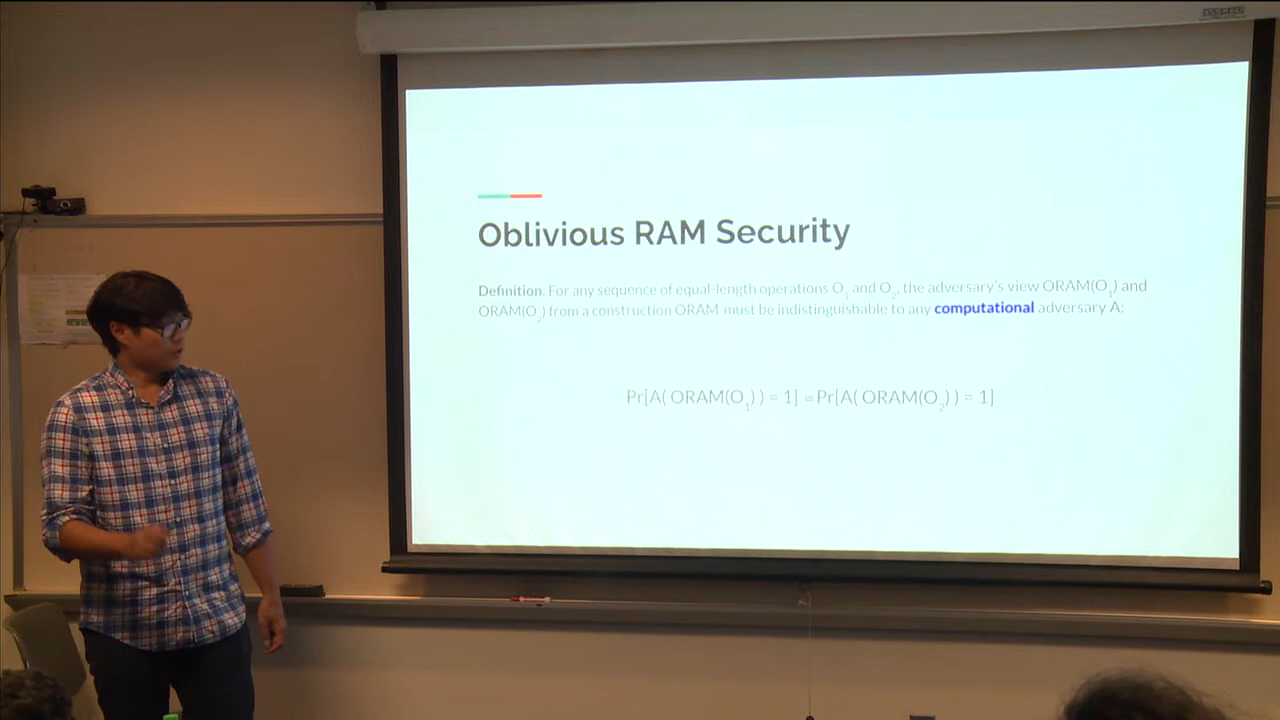 Oblivious RAM Security
Definition. For any sequence of equal-length operations O₁ and O₂, the adversary's view ORAM(O₁) and
ORAM(O₂) from a construction ORAM must be indistinguishable to any computational adversary A:
Pr[A( ORAM(O₁) ) = 1] ≈ Pr[A( ORAM(O₂) ) = 1]